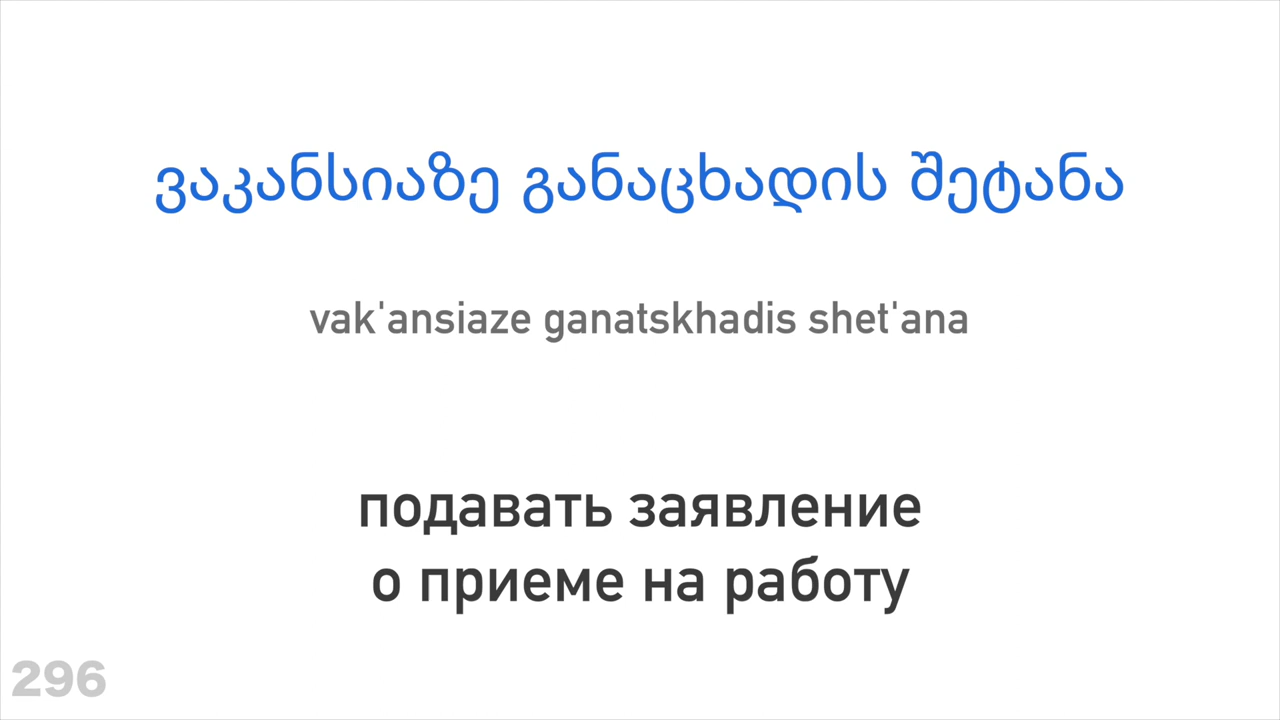 ვაკანსიაზე განაცხადის შეტანა
vak'ansiaze ganatskhadis shet'ana
подавать заявление
о приеме на работу
296